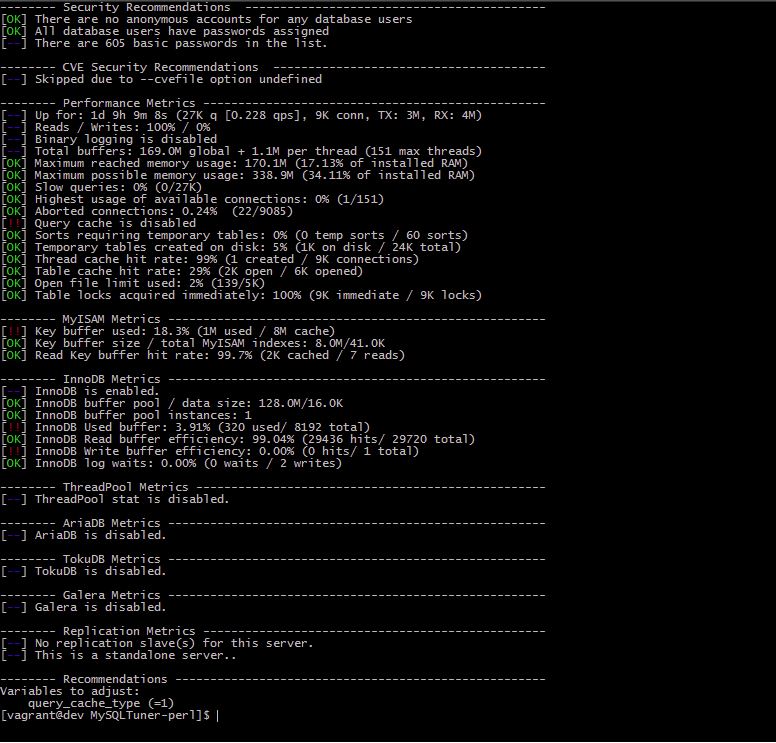 -------- Security Recommendations  ---------------------------------------------
[OK] There are no anonymous accounts for any database users
[OK] All database users have passwords assigned
[--] There are 605 basic passwords in the list.
-------- CVE Security Recommendations  ---------------------------------------
[--] Skipped due to --cvefile option undefined
-------- Performance Metrics -------------------------------------------------
[--] Up for: 1d 9h 9m 8s (27K q [0.228 qps], 9K conn, TX: 3M, RX: 4M)
[--] Reads / Writes: 100% / 0%
[--] Binary logging is disabled
[--] Total buffers: 169.0M global + 1.1M per thread (151 max threads)
[OK] Maximum reached memory usage: 170.1M (17.13% of installed RAM)
[OK] Maximum possible memory usage: 338.9M (34.11% of installed RAM)
[OK] Slow queries: 0% (0/27K)
[OK] Highest usage of available connections: 0% (1/151)
[OK] Aborted connections: 0.24%  (22/9085)
[!!] Query cache is disabled
[OK] Sorts requiring temporary tables: 0% (0 temp sorts / 60 sorts)
[OK] Temporary tables created on disk: 5% (1K on disk / 24K total)
[OK] Thread cache hit rate: 99% (1 created / 9K connections)
[OK] Table cache hit rate: 29% (2K open / 6K opened)
[OK] Open file limit used: 2% (139/5K)
[OK] Table locks acquired immediately: 100% (9K immediate / 9K locks)
-------- MyISAM Metrics ------------------------------------------------------
[!!] Key buffer used: 18.3% (1M used / 8M cache)
[OK] Key buffer size / total MyISAM indexes: 8.0M/41.0K
[OK] Read Key buffer hit rate: 99.7% (2K cached / 7 reads)
-------- InnoDB Metrics ------------------------------------------------------
[--] InnoDB is enabled.
[OK] InnoDB buffer pool / data size: 128.0M/16.0K
[OK] InnoDB buffer pool instances: 1
[!!] InnoDB Used buffer: 3.91% (320 used/ 8192 total)
[OK] InnoDB Read buffer efficiency: 99.04% (29436 hits/ 29720 total)
[!!] InnoDB Write buffer efficiency: 0.00% (0 hits/ 1 total)
[OK] InnoDB log waits: 0.00% (0 waits / 2 writes)
-------- ThreadPool Metrics --------------------------------------------------
[--] ThreadPool stat is disabled.
-------- AriaDB Metrics ------------------------------------------------------
[--] AriaDB is disabled.
-------- TokuDB Metrics ------------------------------------------------------
[--] TokuDB is disabled.
-------- Galera Metrics ------------------------------------------------------
[--] Galera is disabled.
-------- Replication Metrics -------------------------------------------------
[--] No replication slave(s) for this server.
[--] This is a standalone server..
-------- Recommendations -----------------------------------------------------
Variables to adjust:
    query_cache_type (=1)
[vagrant@dev MySQLTuner-perl]$